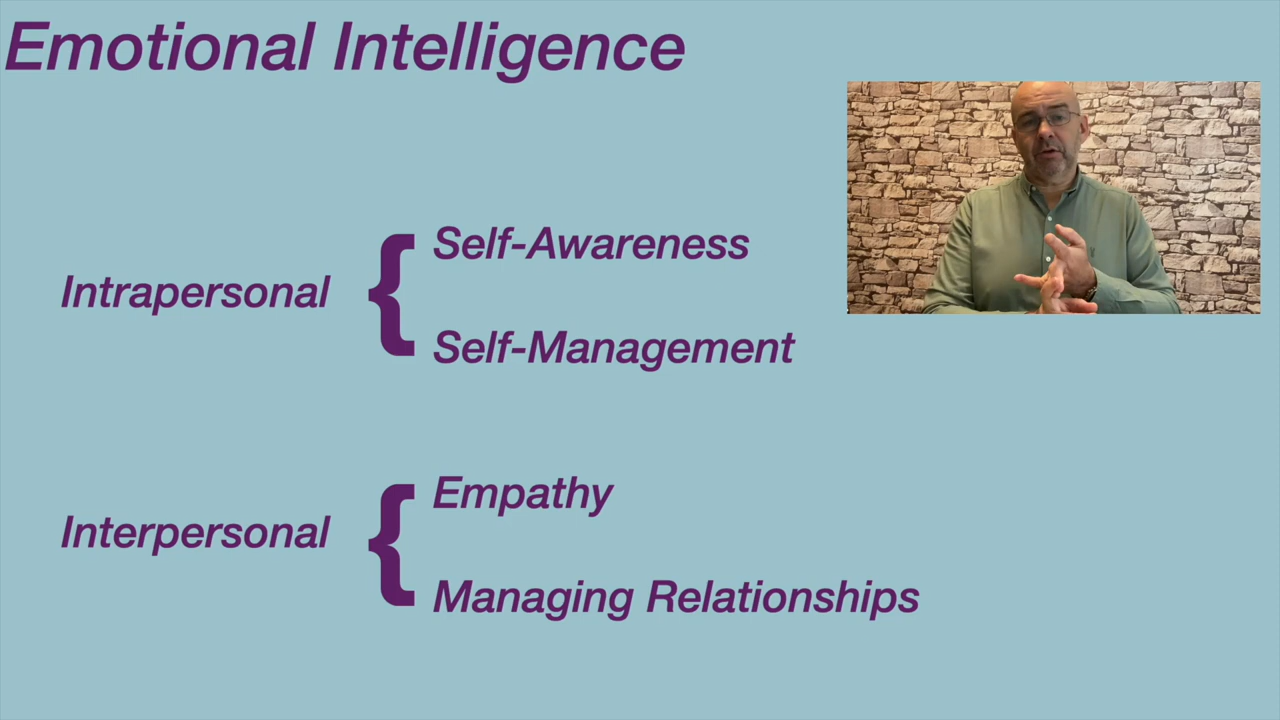 Emotional Intelligence
Intrapersonal
Self-Awareness
Self-Management
Interpersonal
Empathy
Managing Relationships